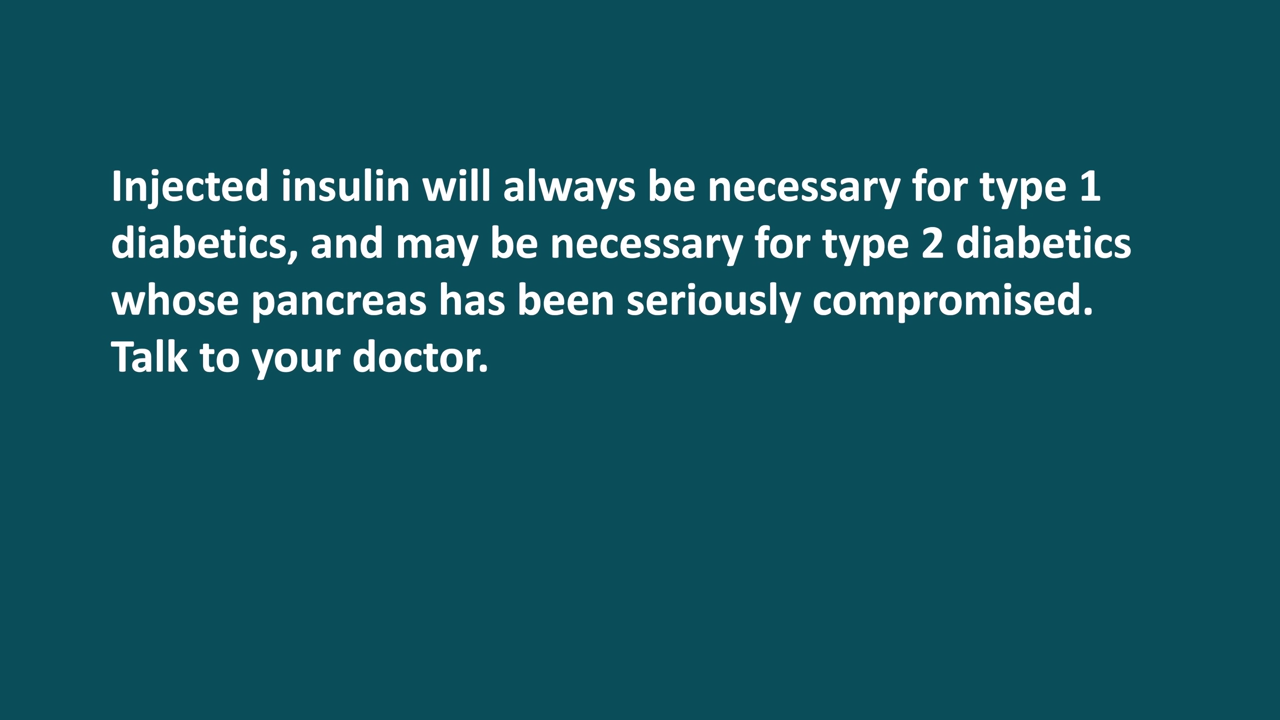 Injected insulin will always be necessary for type 1
diabetics, and may be necessary for type 2 diabetics
whose pancreas has been seriously compromised.
Talk to your doctor.